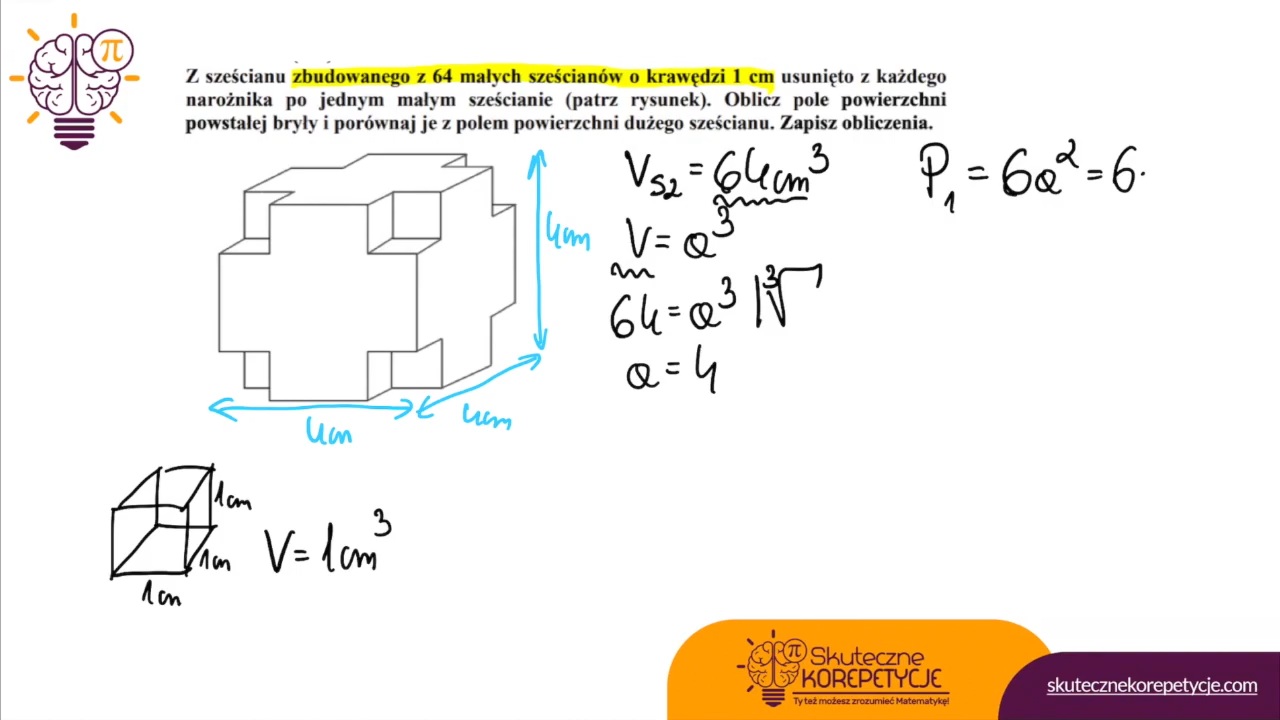 π
Z sześcianu zbudowanego z 64 małych sześcianów o krawędzi 1 cm usunięto z każdego
narożnika po jednym małym sześcianie (patrz rysunek). Oblicz pole powierzchni
powstałej bryły i porównaj je z polem powierzchni dużego sześcianu. Zapisz obliczenia.
V_S2 = 64cm³
V = a³
64 = a³ |∛
a = 4
P₁ = 6a² = 6·
4cm
4cm
4cm
1cm
1cm
1cm
V = 1cm³
π
Skuteczne
KOREPETYCJE
Ty też możesz zrozumieć Matematykę!
skutecznekorepetycje.com